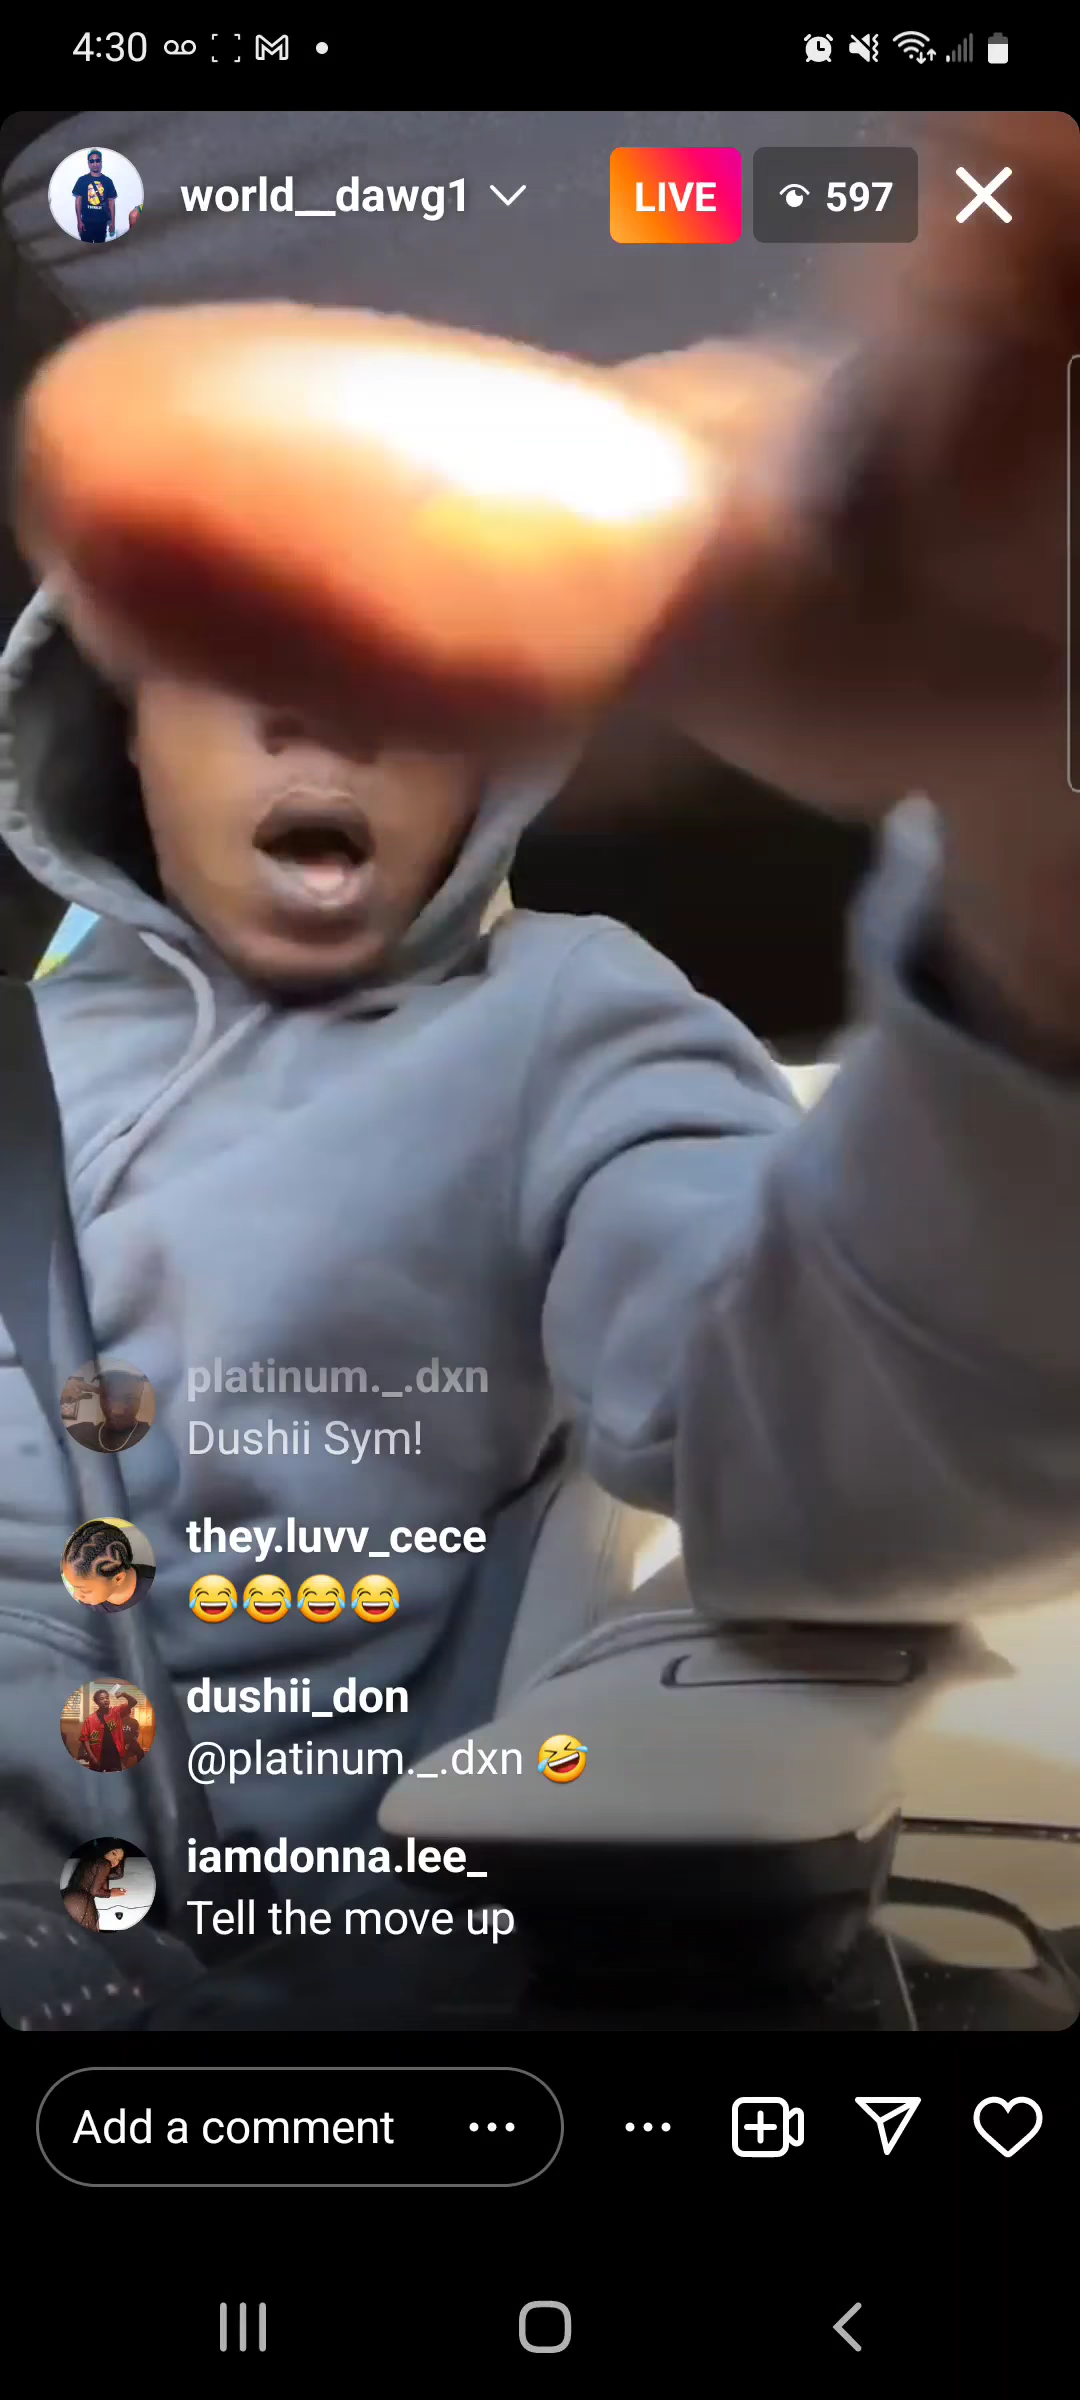 4:30
world__dawg1
LIVE
597
platinum._.dxn
Dushii Sym!
they.luvv_cece
😂😂😂😂
dushii_don
@platinum._.dxn 🤣
iamdonna.lee_
Tell the move up
Add a comment